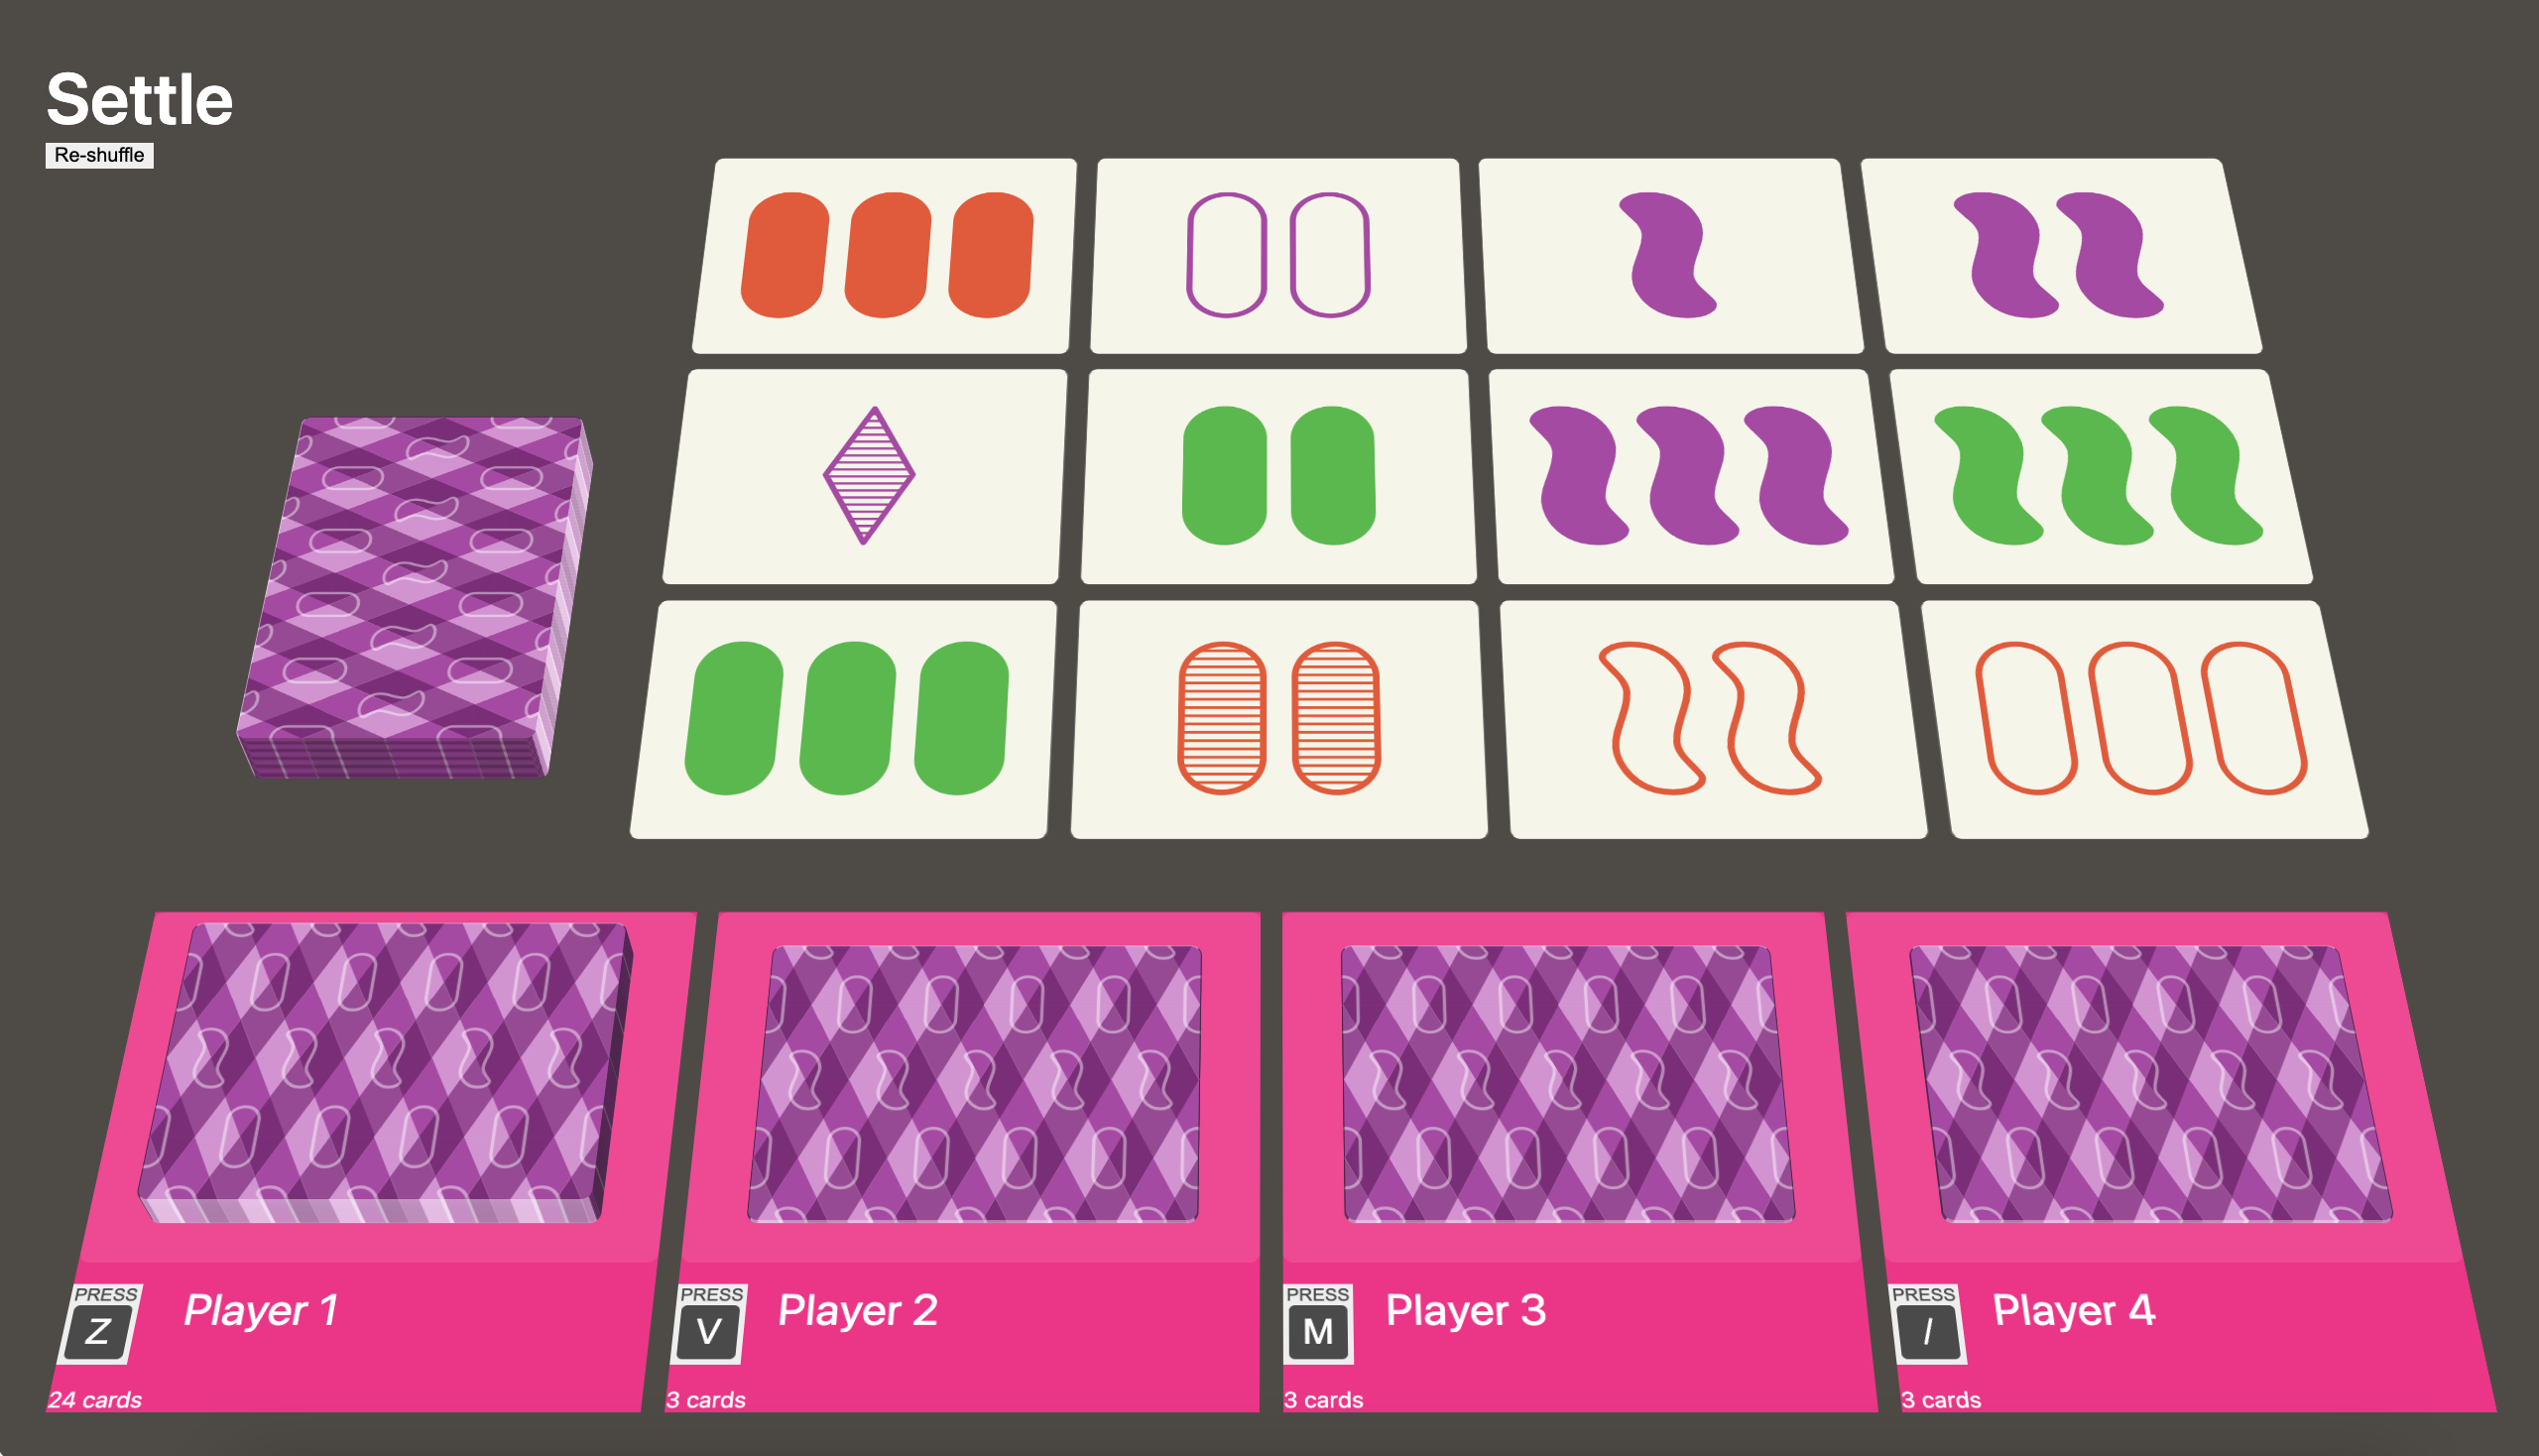 Settle
Re-shuffle
PRESS
Z
Player 1
24 cards
PRESS
V
Player 2
3 cards
PRESS
M
Player 3
3 cards
PRESS
/
Player 4
3 cards